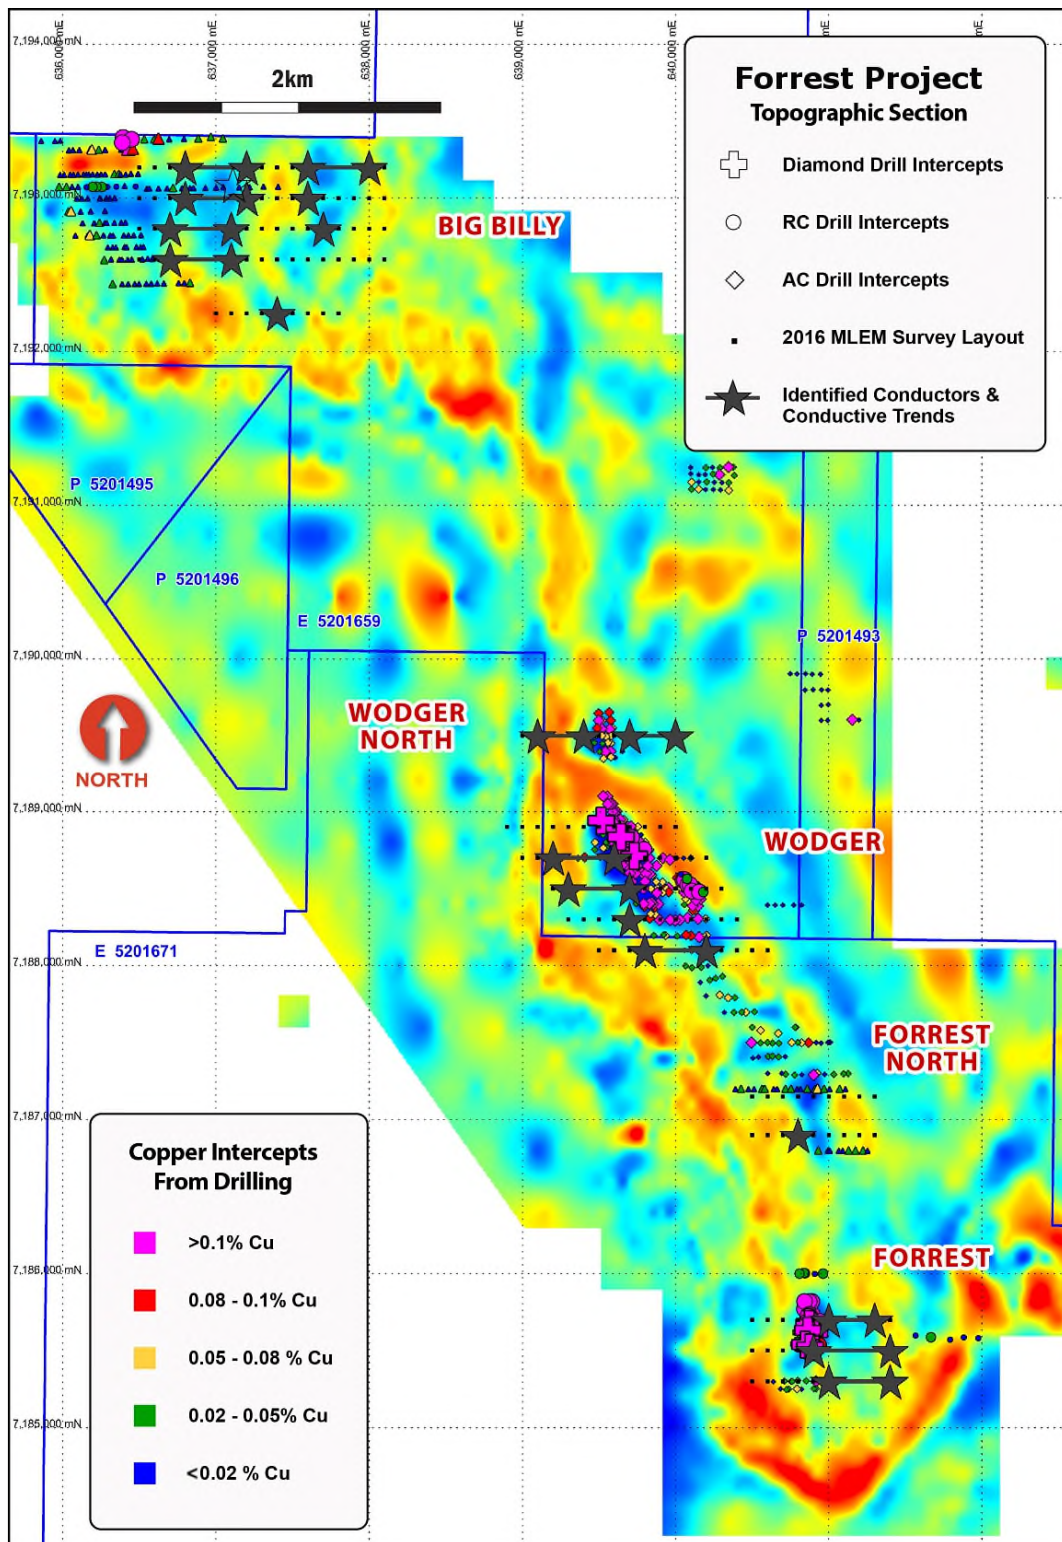 636,000 mE
637,000 mE
638,000 mE
639,000 mE
640,000 mE
mE
mE
7,194,000 mN
2km
Forrest Project
Topographic Section
Diamond Drill Intercepts
RC Drill Intercepts
AC Drill Intercepts
2016 MLEM Survey Layout
Identified Conductors &
Conductive Trends
7,193,000 mN
BIG BILLY
7,192,000 mN
P 5201495
7,191,000 mN
P 5201496
E 5201659
P 5201493
7,190,000 mN
WODGER
NORTH
NORTH
7,189,000 mN
WODGER
E 5201671
7,188,000 mN
FORREST
NORTH
7,187,000 mN
Copper Intercepts
From Drilling
>0.1% Cu
0.08 - 0.1% Cu
0.05 - 0.08 % Cu
0.02 - 0.05% Cu
<0.02 % Cu
FORREST
7,186,000 mN
7,185,000 mN